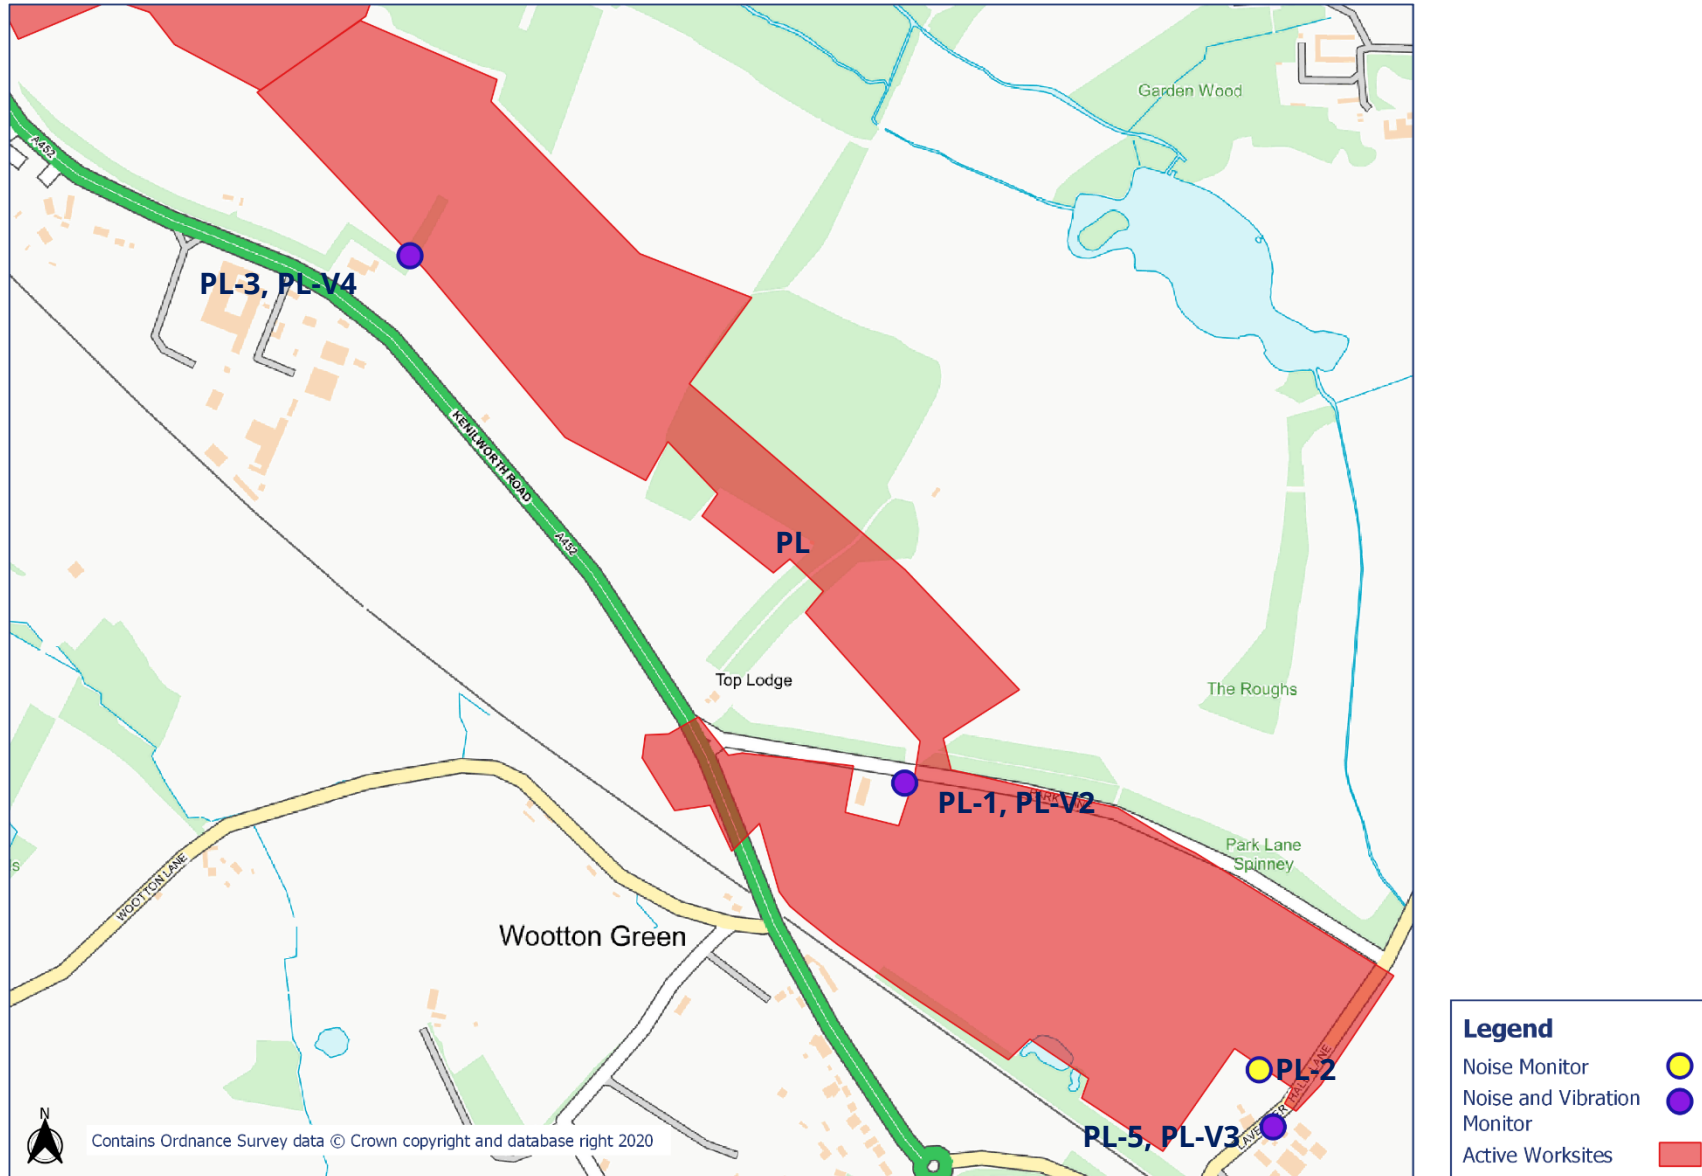 Garden Wood
A452
PL-3, PL-V4
KENILWORTH ROAD
A452
PL
Top Lodge
The Roughs
PL-1, PL-V2
Park Lane
Spinney
WOOTTON LANE
Wootton Green
PL-2
PL-5, PL-V3
N
Contains Ordnance Survey data © Crown copyright and database right 2020
Legend
Noise Monitor
Noise and Vibration
Monitor
Active Worksites